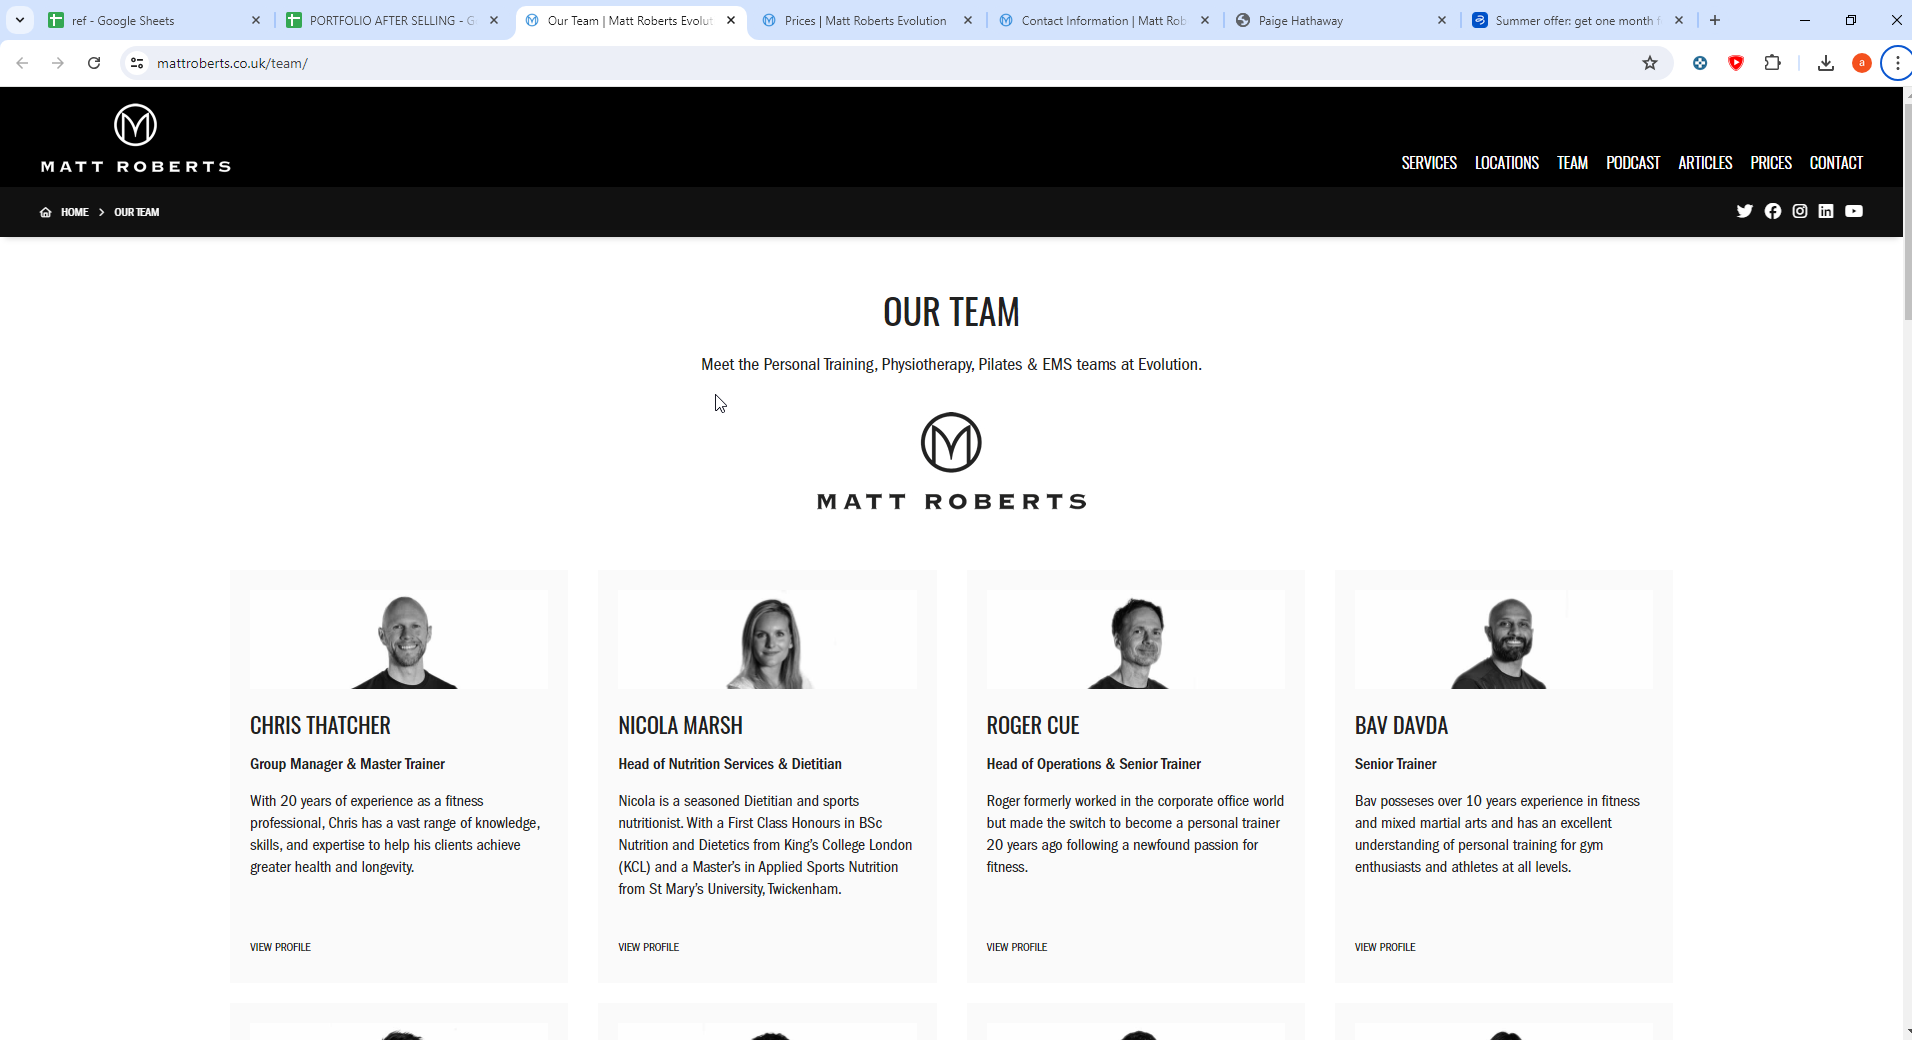 ref - Google Sheets
PORTFOLIO AFTER SELLING - G
Our Team | Matt Roberts Evolut
Prices | Matt Roberts Evolution
Contact Information | Matt Rob
Paige Hathaway
Summer offer: get one month f
mattroberts.co.uk/team/
a
MATT ROBERTS
SERVICES LOCATIONS TEAM PODCAST ARTICLES PRICES CONTACT
HOME > OUR TEAM
OUR TEAM
Meet the Personal Training, Physiotherapy, Pilates & EMS teams at Evolution.
MATT ROBERTS
CHRIS THATCHER
Group Manager & Master Trainer
With 20 years of experience as a fitness
professional, Chris has a vast range of knowledge,
skills, and expertise to help his clients achieve
greater health and longevity.
VIEW PROFILE
NICOLA MARSH
Head of Nutrition Services & Dietitian
Nicola is a seasoned Dietitian and sports
nutritionist. With a First Class Honours in BSc
Nutrition and Dietetics from King's College London
(KCL) and a Master's in Applied Sports Nutrition
from St Mary's University, Twickenham.
VIEW PROFILE
ROGER CUE
Head of Operations & Senior Trainer
Roger formerly worked in the corporate office world
but made the switch to become a personal trainer
20 years ago following a newfound passion for
fitness.
VIEW PROFILE
BAV DAVDA
Senior Trainer
Bav posseses over 10 years experience in fitness
and mixed martial arts and has an excellent
understanding of personal training for gym
enthusiasts and athletes at all levels.
VIEW PROFILE